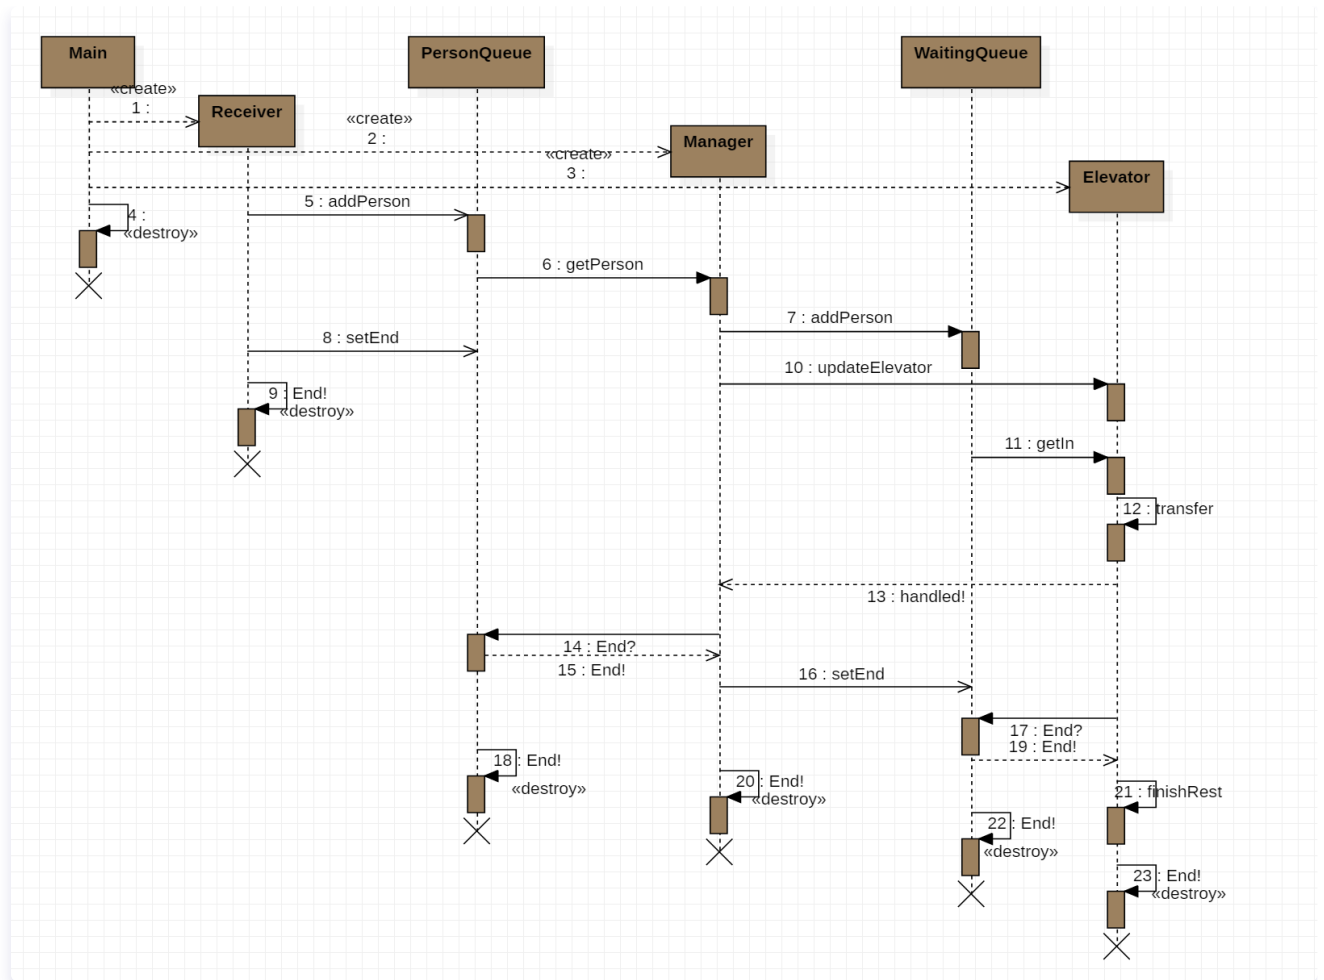 Main
PersonQueue
WaitingQueue
«create»
1 :
Receiver
«create»
2 :
Manager
«create»
3 :
Elevator
4 :
«destroy»
5 : addPerson
6 : getPerson
7 : addPerson
8 : setEnd
10 : updateElevator
9 : End!
«destroy»
11 : getIn
12 : transfer
13 : handled!
14 : End?
15 : End!
16 : setEnd
17 : End?
19 : End!
18 : End!
«destroy»
20 : End!
«destroy»
21 : finishRest
22 : End!
«destroy»
23 : End!
«destroy»